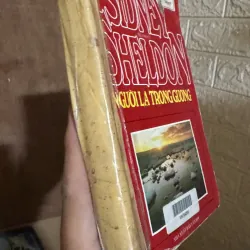 SIDNEY
SHELDON
NGƯỜI LẠ TRONG GƯƠNG